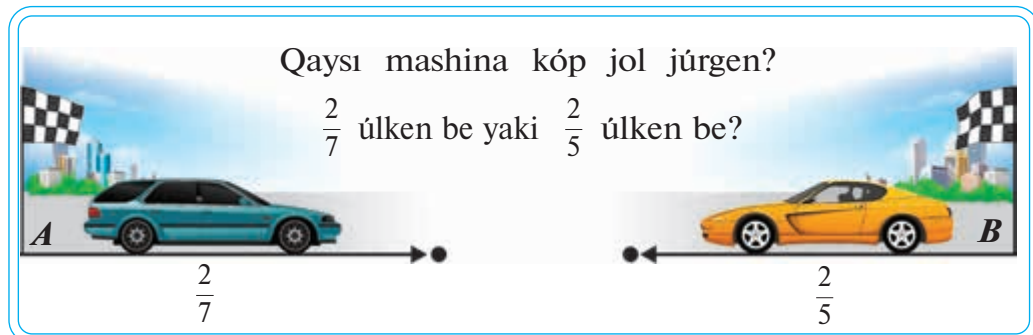 Qaysı mashina kóp jol júrgen?
2/7 úlken be yaki 2/5 úlken be?
A B
2/7 2/5